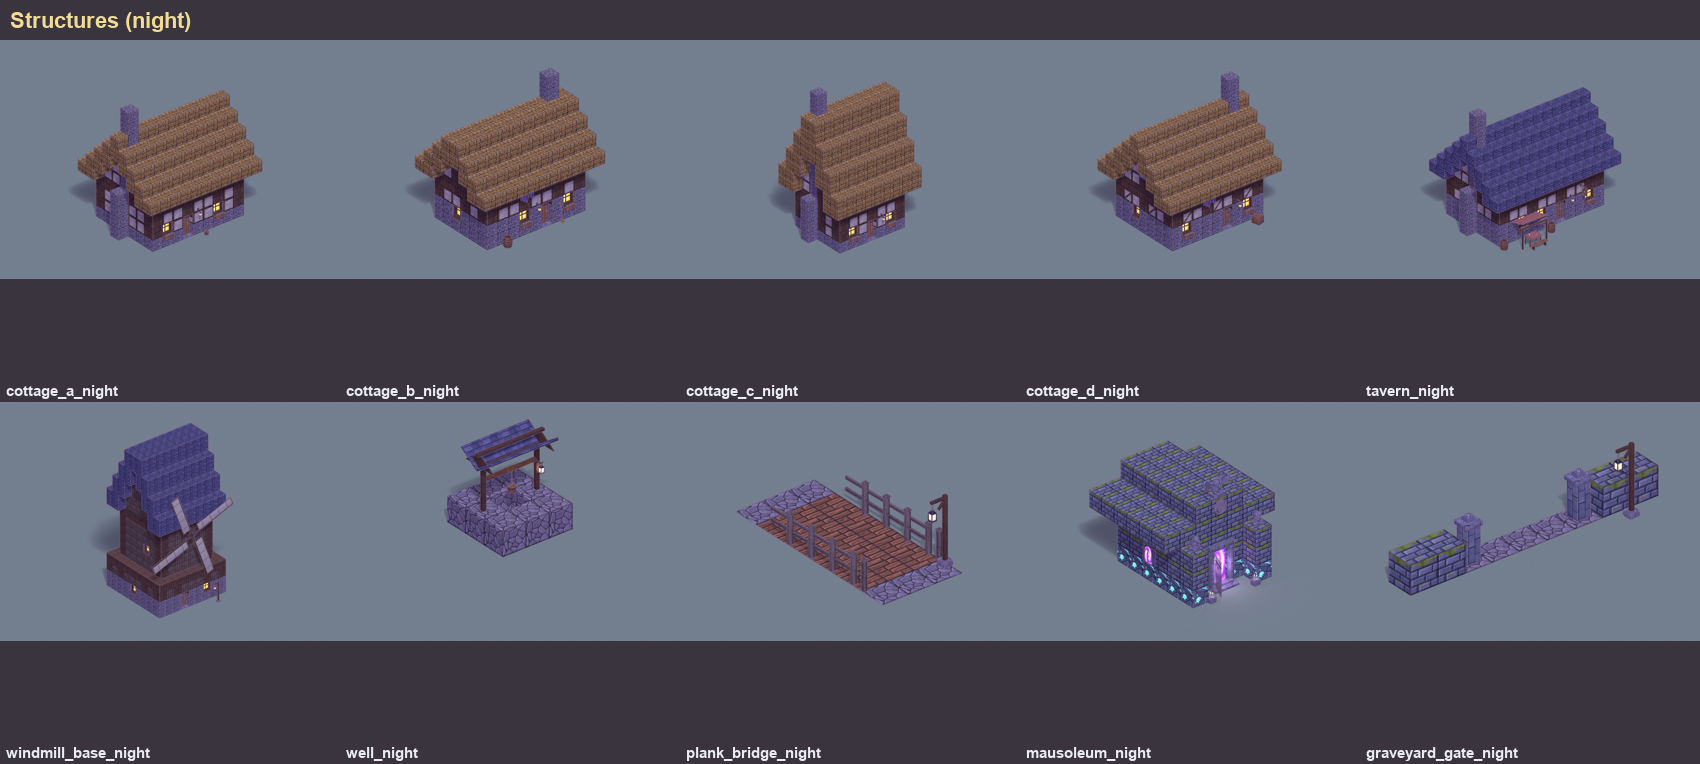 Structures (night)
cottage_a_night
cottage_b_night
cottage_c_night
cottage_d_night
tavern_night
windmill_base_night
well_night
plank_bridge_night
mausoleum_night
graveyard_gate_night